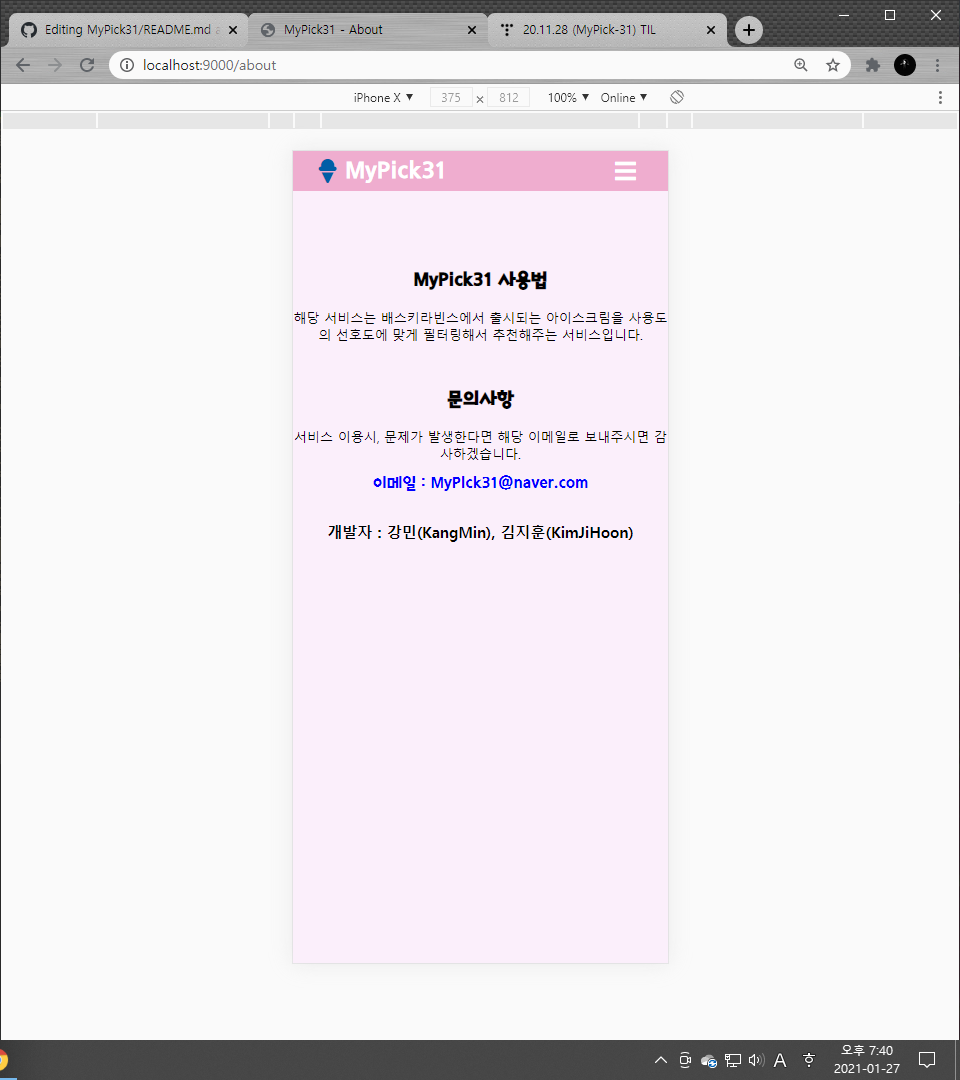 Editing MyPick31/README.md a
MyPick31 - About
20.11.28 (MyPick-31) TIL
localhost:9000/about
iPhone X ▼ 375 × 812 100% ▼ Online ▼
MyPick31
MyPick31 사용법
해당 서비스는 배스키라빈스에서 출시되는 아이스크림을 사용도
의 선호도에 맞게 필터링해서 추천해주는 서비스입니다.
문의사항
서비스 이용시, 문제가 발생한다면 해당 이메일로 보내주시면 감
사하겠습니다.
이메일 : MyPIck31@naver.com
개발자 : 강민(KangMin), 김지훈(KimJiHoon)
A
오후 7:40
2021-01-27